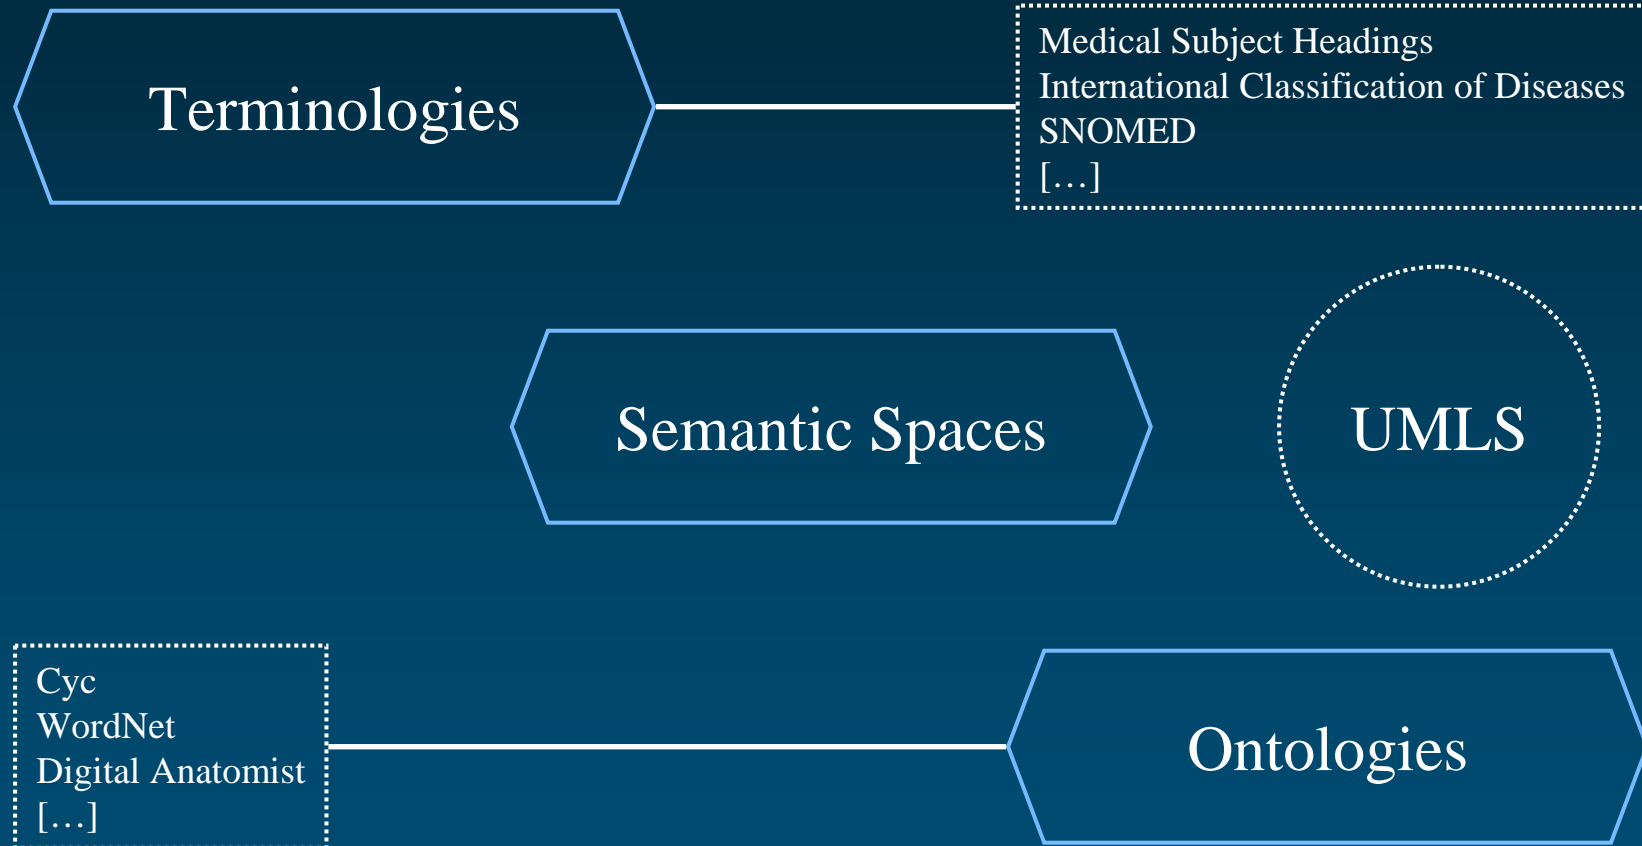 Terminologies
Medical Subject Headings
International Classification of Diseases
SNOMED
[…]
Semantic Spaces
UMLS
Cyc
WordNet
Digital Anatomist
[…]
Ontologies